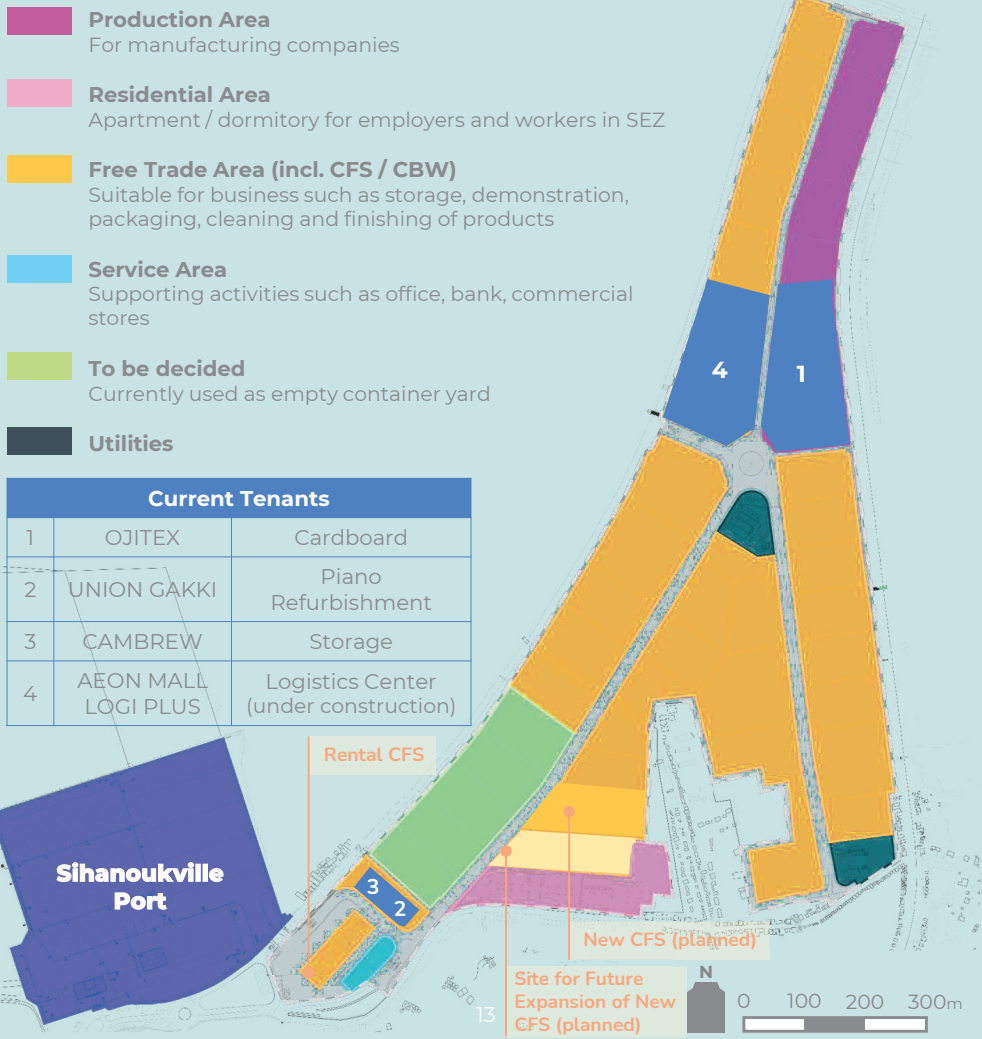 Production Area
For manufacturing companies
Residential Area
Apartment / dormitory for employers and workers in SEZ
Free Trade Area (incl. CFS / CBW)
Suitable for business such as storage, demonstration,
packaging, cleaning and finishing of products
Service Area
Supporting activities such as office, bank, commercial
stores
To be decided
Currently used as empty container yard
Utilities
Current Tenants
1 OJITEX Cardboard
2 UNION GAKKI Piano
Refurbishment
3 CAMBREW Storage
4 AEON MALL
LOGI PLUS
Logistics Center
(under construction)
4
1
Rental CFS
Sihanoukville
Port
3
2
New CFS (planned)
Site for Future
Expansion of New
CFS (planned)
13
N
0 100 200 300m